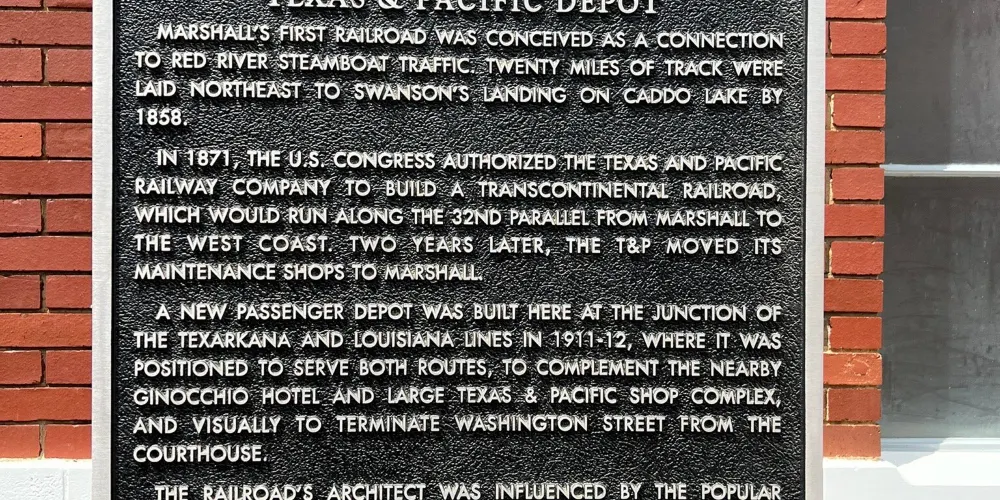 TEXAS & PACIFIC DEPOT
MARSHALL'S FIRST RAILROAD WAS CONCEIVED AS A CONNECTION
TO RED RIVER STEAMBOAT TRAFFIC. TWENTY MILES OF TRACK WERE
LAID NORTHEAST TO SWANSON'S LANDING ON CADDO LAKE BY
1858.
IN 1871, THE U.S. CONGRESS AUTHORIZED THE TEXAS AND PACIFIC
RAILWAY COMPANY TO BUILD A TRANSCONTINENTAL RAILROAD,
WHICH WOULD RUN ALONG THE 32ND PARALLEL FROM MARSHALL TO
THE WEST COAST. TWO YEARS LATER, THE T&P MOVED ITS
MAINTENANCE SHOPS TO MARSHALL.
A NEW PASSENGER DEPOT WAS BUILT HERE AT THE JUNCTION OF
THE TEXARKANA AND LOUISIANA LINES IN 1911-12, WHERE IT WAS
POSITIONED TO SERVE BOTH ROUTES, TO COMPLEMENT THE NEARBY
GINOCCHIO HOTEL AND LARGE TEXAS & PACIFIC SHOP COMPLEX,
AND VISUALLY TO TERMINATE WASHINGTON STREET FROM THE
COURTHOUSE.
THE RAILROAD'S ARCHITECT WAS INFLUENCED BY THE POPULAR